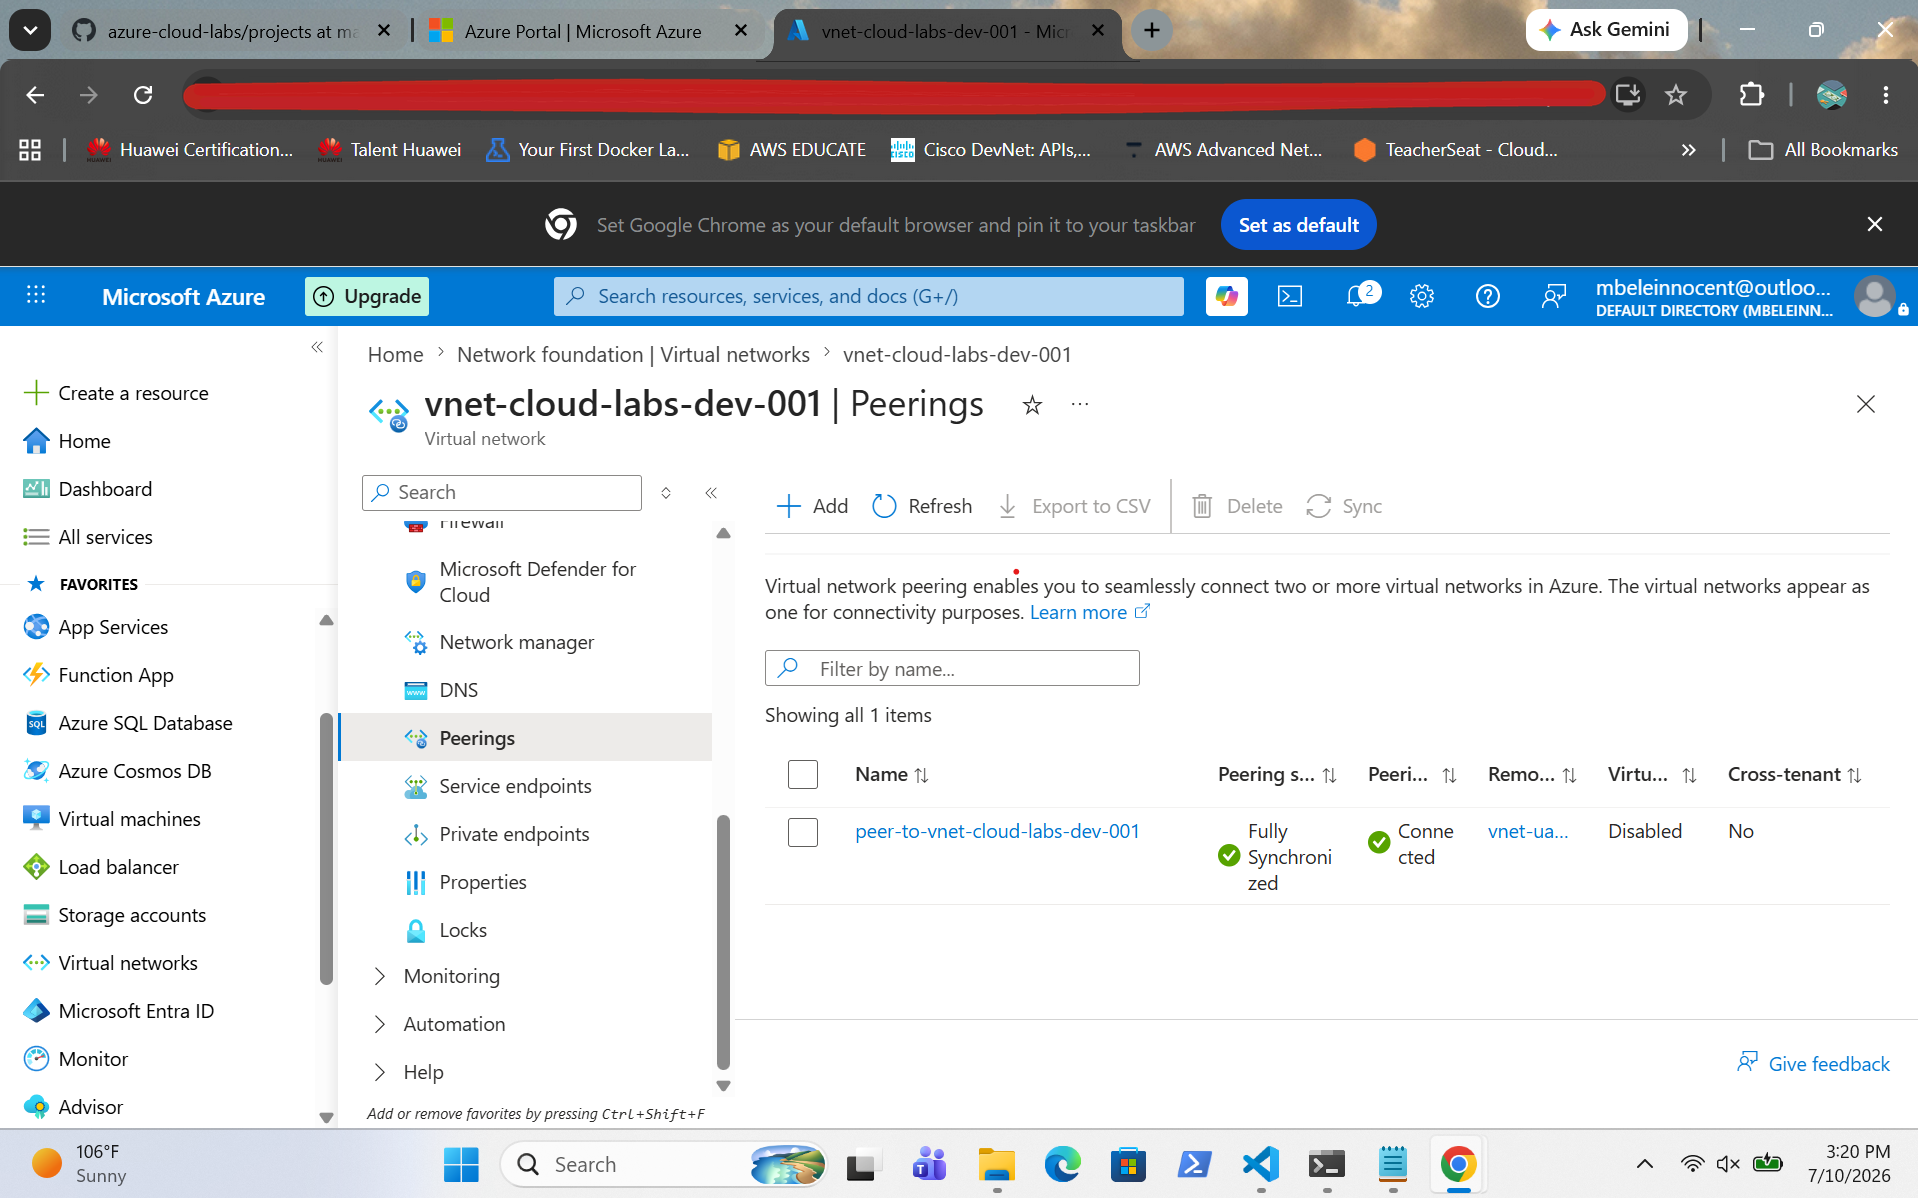 azure-cloud-labs/projects at ma
Azure Portal | Microsoft Azure
vnet-cloud-labs-dev-001 - Micr
Ask Gemini
Huawei Certification...
Talent Huawei
Your First Docker La...
AWS EDUCATE
Cisco DevNet: APIs,...
AWS Advanced Net...
TeacherSeat - Cloud...
All Bookmarks
Set Google Chrome as your default browser and pin it to your taskbar
Set as default
Microsoft Azure
Upgrade
Search resources, services, and docs (G+/)
2
mbeleinnocent@outloo...
DEFAULT DIRECTORY (MBELEINN...
Create a resource
Home
Dashboard
All services
FAVORITES
App Services
Function App
Azure SQL Database
Azure Cosmos DB
Virtual machines
Load balancer
Storage accounts
Virtual networks
Microsoft Entra ID
Monitor
Advisor
Home > Network foundation | Virtual networks > vnet-cloud-labs-dev-001
vnet-cloud-labs-dev-001 | Peerings
Virtual network
Search
Firewall
Microsoft Defender for
Cloud
Network manager
DNS
Peerings
Service endpoints
Private endpoints
Properties
Locks
Monitoring
Automation
Help
Add or remove favorites by pressing Ctrl+Shift+F
Add
Refresh
Export to CSV
Delete
Sync
Virtual network peering enables you to seamlessly connect two or more virtual networks in Azure. The virtual networks appear as
one for connectivity purposes. Learn more
Filter by name...
Showing all 1 items
Name Peering s... Peeri... Remo... Virtu... Cross-tenant
peer-to-vnet-cloud-labs-dev-001
Fully
Synchroni
zed
Conne
cted
vnet-ua...
Disabled
No
Give feedback
106°F
Sunny
Search
3:20 PM
7/10/2026